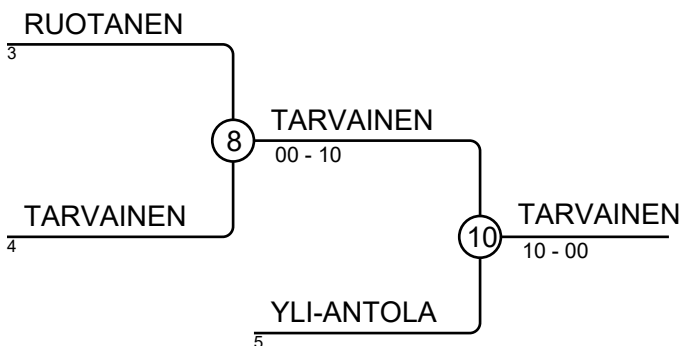 RUOTANEN
3
8
TARVAINEN
00 - 10
TARVAINEN
4
10
TARVAINEN
10 - 00
YLI-ANTOLA
5